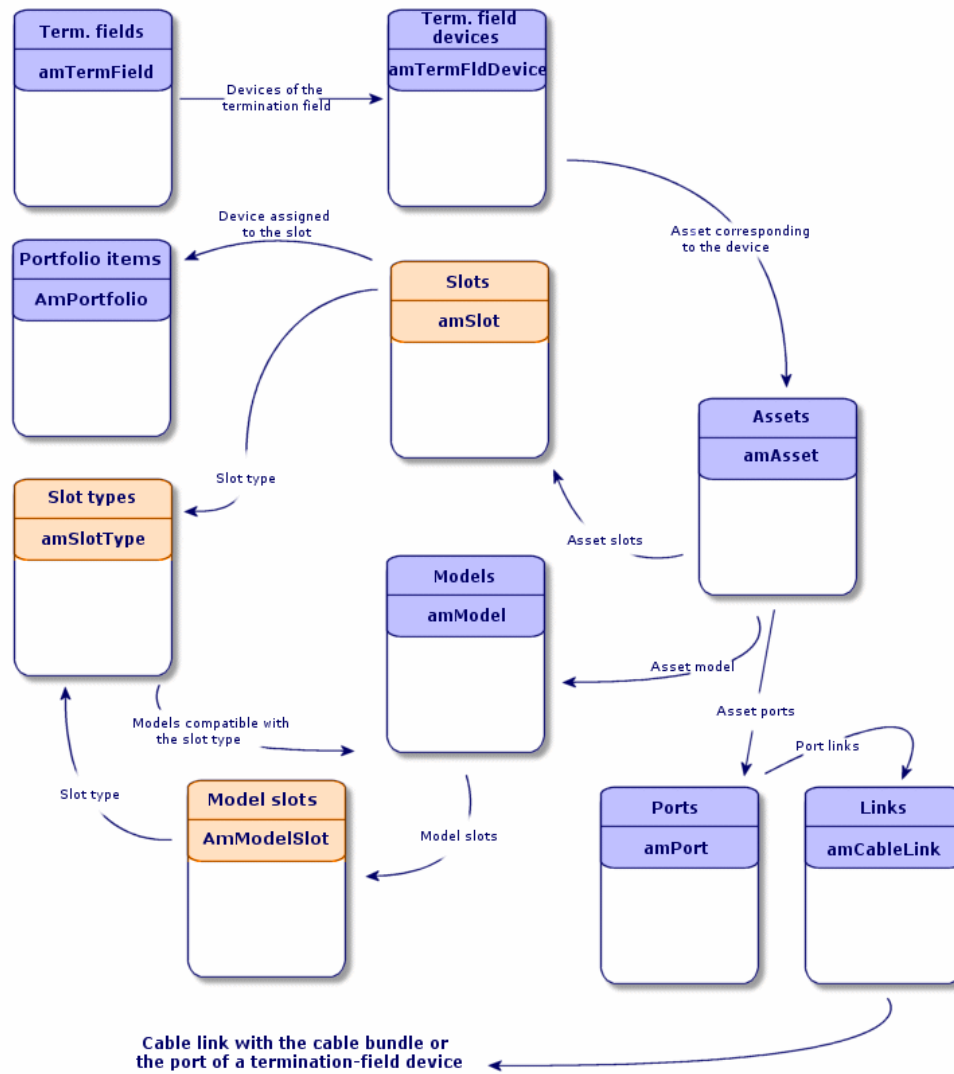 Term. fields
amTermField
Devices of the
termination field
Term. field
devices
amTermFldDevice
Asset corresponding
to the device
Device assigned
to the slot
Portfolio items
AmPortfolio
Slots
amSlot
Assets
amAsset
Slot type
Asset slots
Slot types
amSlotType
Models
amModel
Asset model
Asset ports
Models compatible with
the slot type
Port links
Slot type
Model slots
AmModelSlot
Model slots
Ports
amPort
Links
amCableLink
Cable link with the cable bundle or
the port of a termination-field device